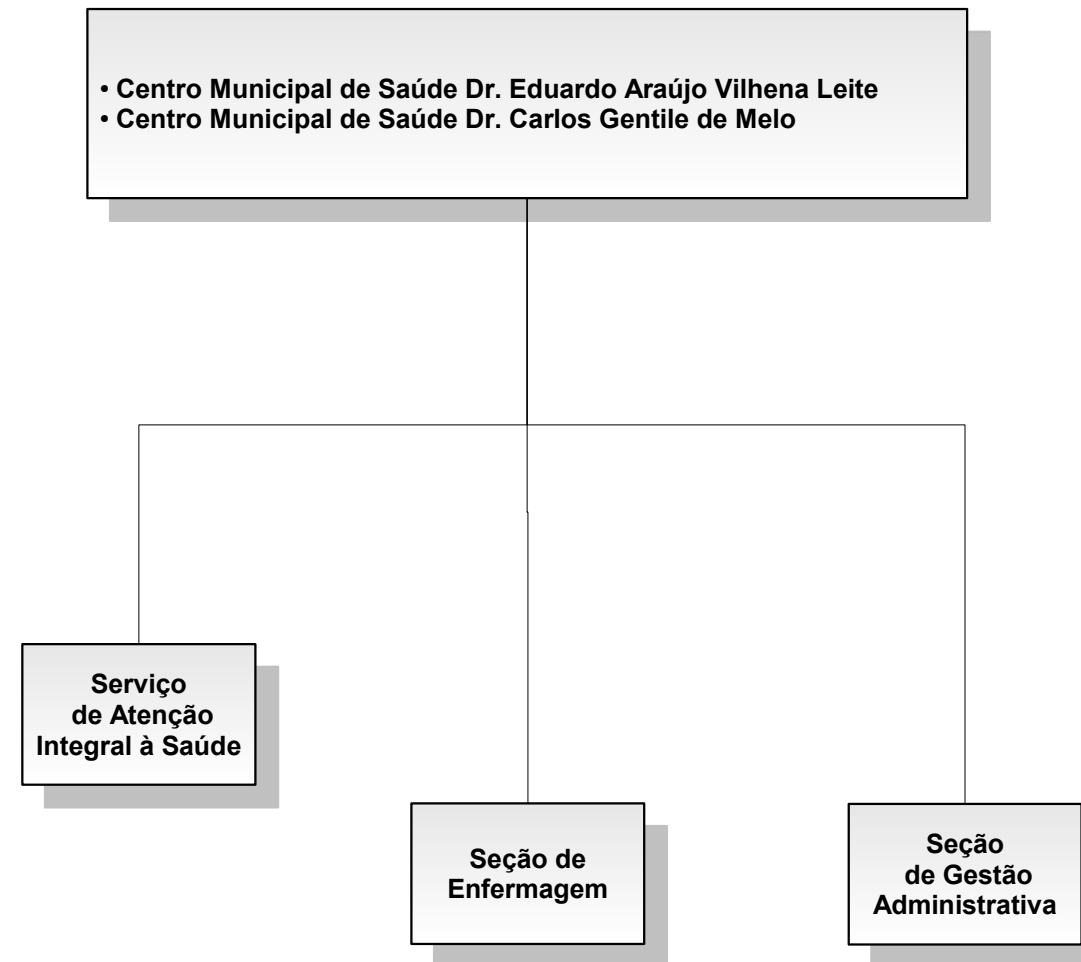 • Centro Municipal de Saúde Dr. Eduardo Araújo Vilhena Leite
• Centro Municipal de Saúde Dr. Carlos Gentile de Melo
Serviço
de Atenção
Integral à Saúde
Seção de
Enfermagem
Seção
de Gestão
Administrativa